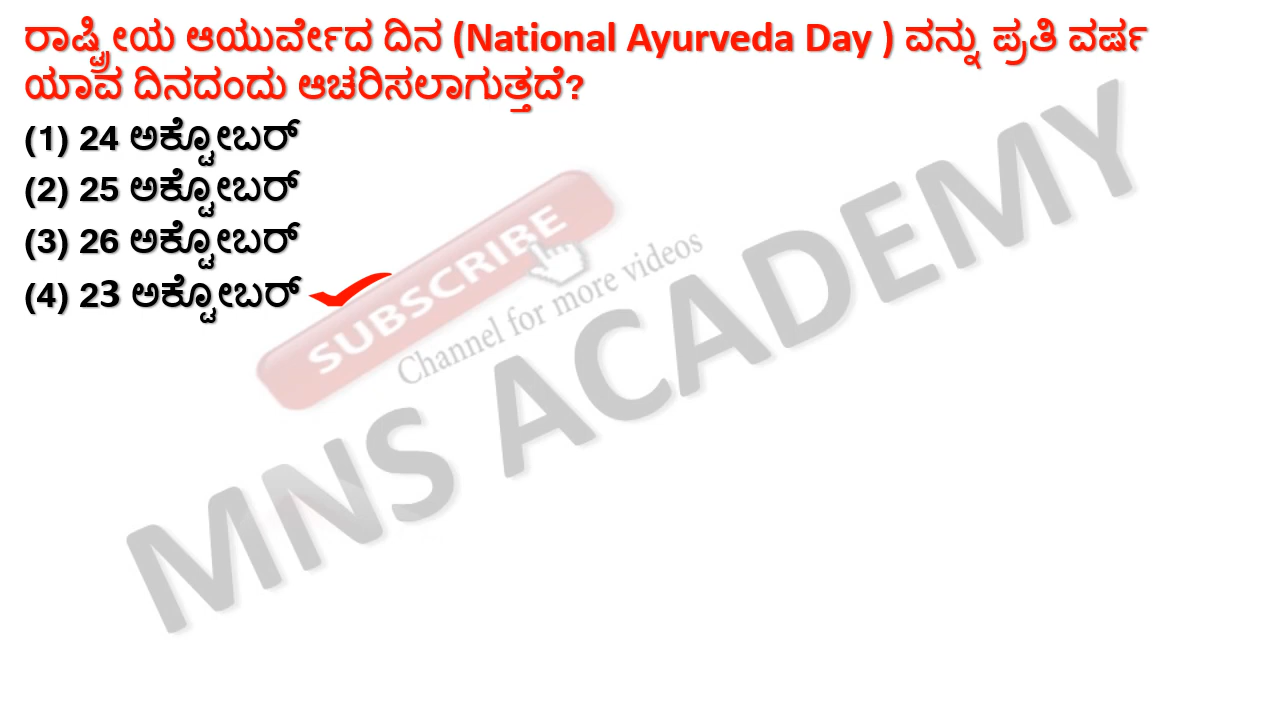 ರಾಷ್ಟ್ರೀಯ ಆಯುರ್ವೇದ ದಿನ (National Ayurveda Day ) ವನ್ನು ಪ್ರತಿ ವರ್ಷ
ಯಾವ ದಿನದಂದು ಆಚರಿಸಲಾಗುತ್ತದೆ?
(1) 24 ಅಕ್ಟೋಬರ್
(2) 25 ಅಕ್ಟೋಬರ್
(3) 26 ಅಕ್ಟೋಬರ್
(4) 23 ಅಕ್ಟೋಬರ್
SUBSCRIBE
Channel for more videos
MNS ACADEMY